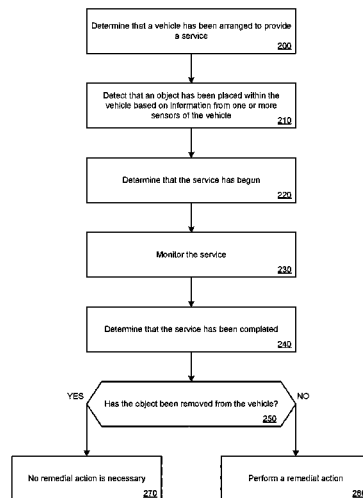 Determine that a vehicle has been arranged to provide
a service
200
Detect that an object has been placed within the
vehicle based on information from one or more
sensors of the vehicle
210
Determine that the service has begun
220
Monitor the service
230
Determine that the service has been completed
240
YES
NO
Has the object been removed from the vehicle?
250
No remedial action is necessary
270
Perform a remedial action